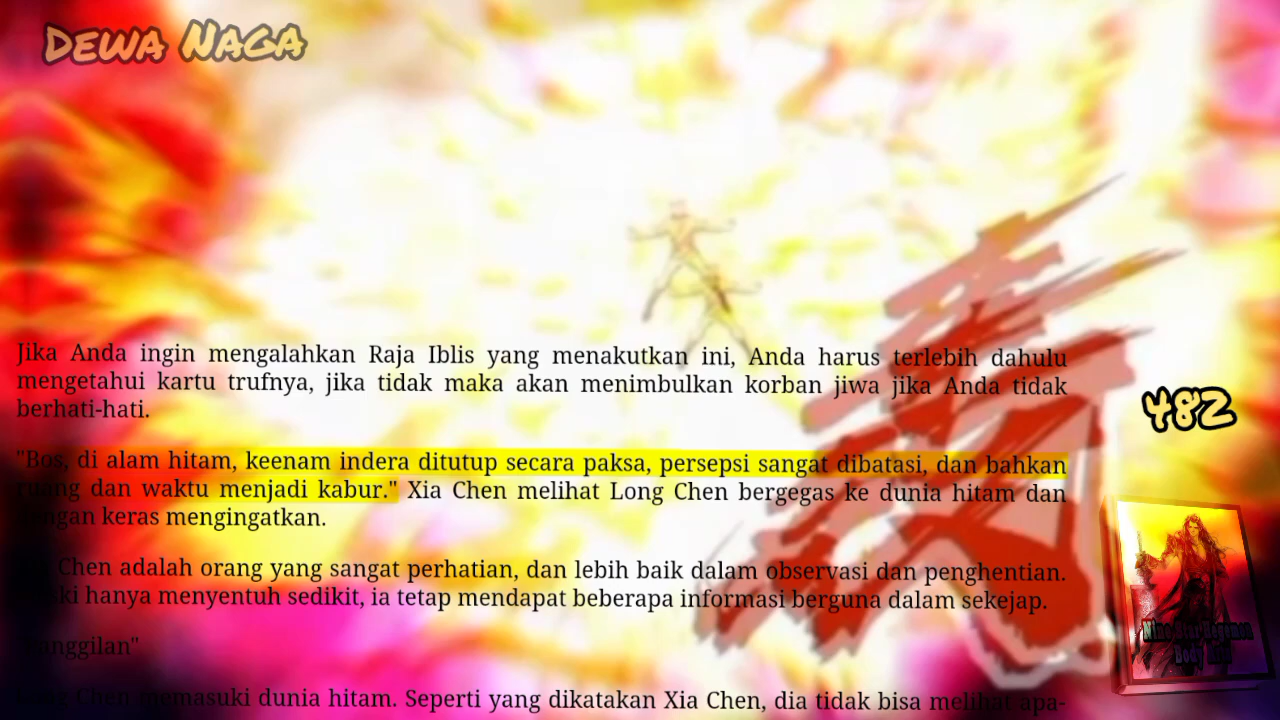 Dewa Naga
Jika Anda ingin mengalahkan Raja Iblis yang menakutkan ini, Anda harus terlebih dahulu
mengetahui kartu trufnya, jika tidak maka akan menimbulkan korban jiwa jika Anda tidak
berhati-hati.
"Bos, di alam hitam, keenam indera ditutup secara paksa, persepsi sangat dibatasi, dan bahkan
ruang dan waktu menjadi kabur." Xia Chen melihat Long Chen bergegas ke dunia hitam dan
dengan keras mengingatkan.
Xia Chen adalah orang yang sangat perhatian, dan lebih baik dalam observasi dan penghentian.
Meski hanya menyentuh sedikit, ia tetap mendapat beberapa informasi berguna dalam sekejap.
"Panggilan"
Long Chen memasuki dunia hitam. Seperti yang dikatakan Xia Chen, dia tidak bisa melihat apa-
482
Nine Star Hegemon
Body